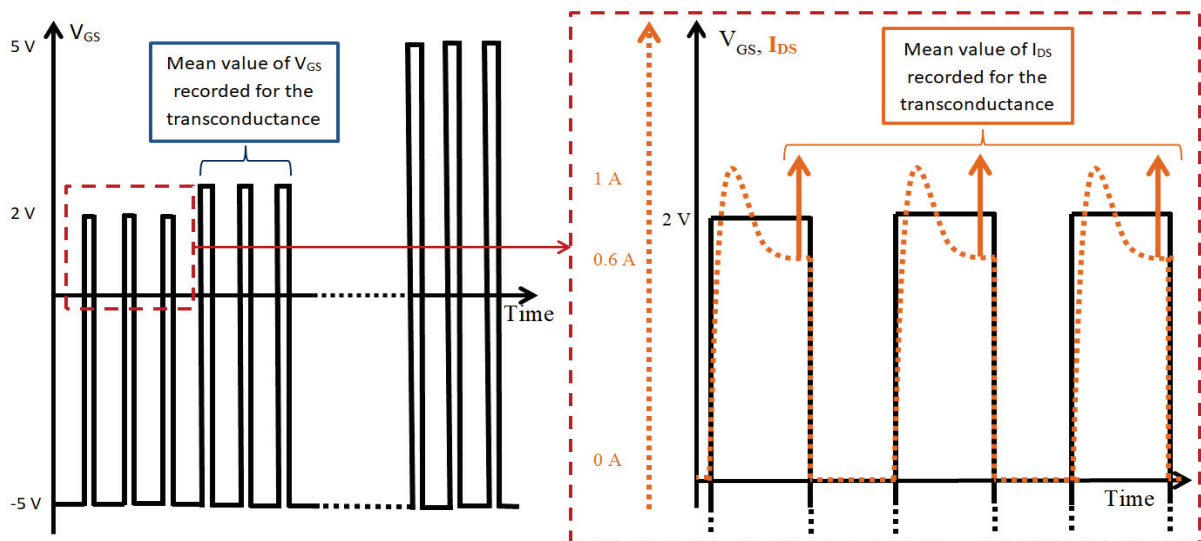 5 V
V_GS
Mean value of V_GS
recorded for the
transconductance
2 V
Time
-5 V
V_GS, I_DS
Mean value of I_DS
recorded for the
transconductance
1 A
2 V
0.6 A
0 A
Time